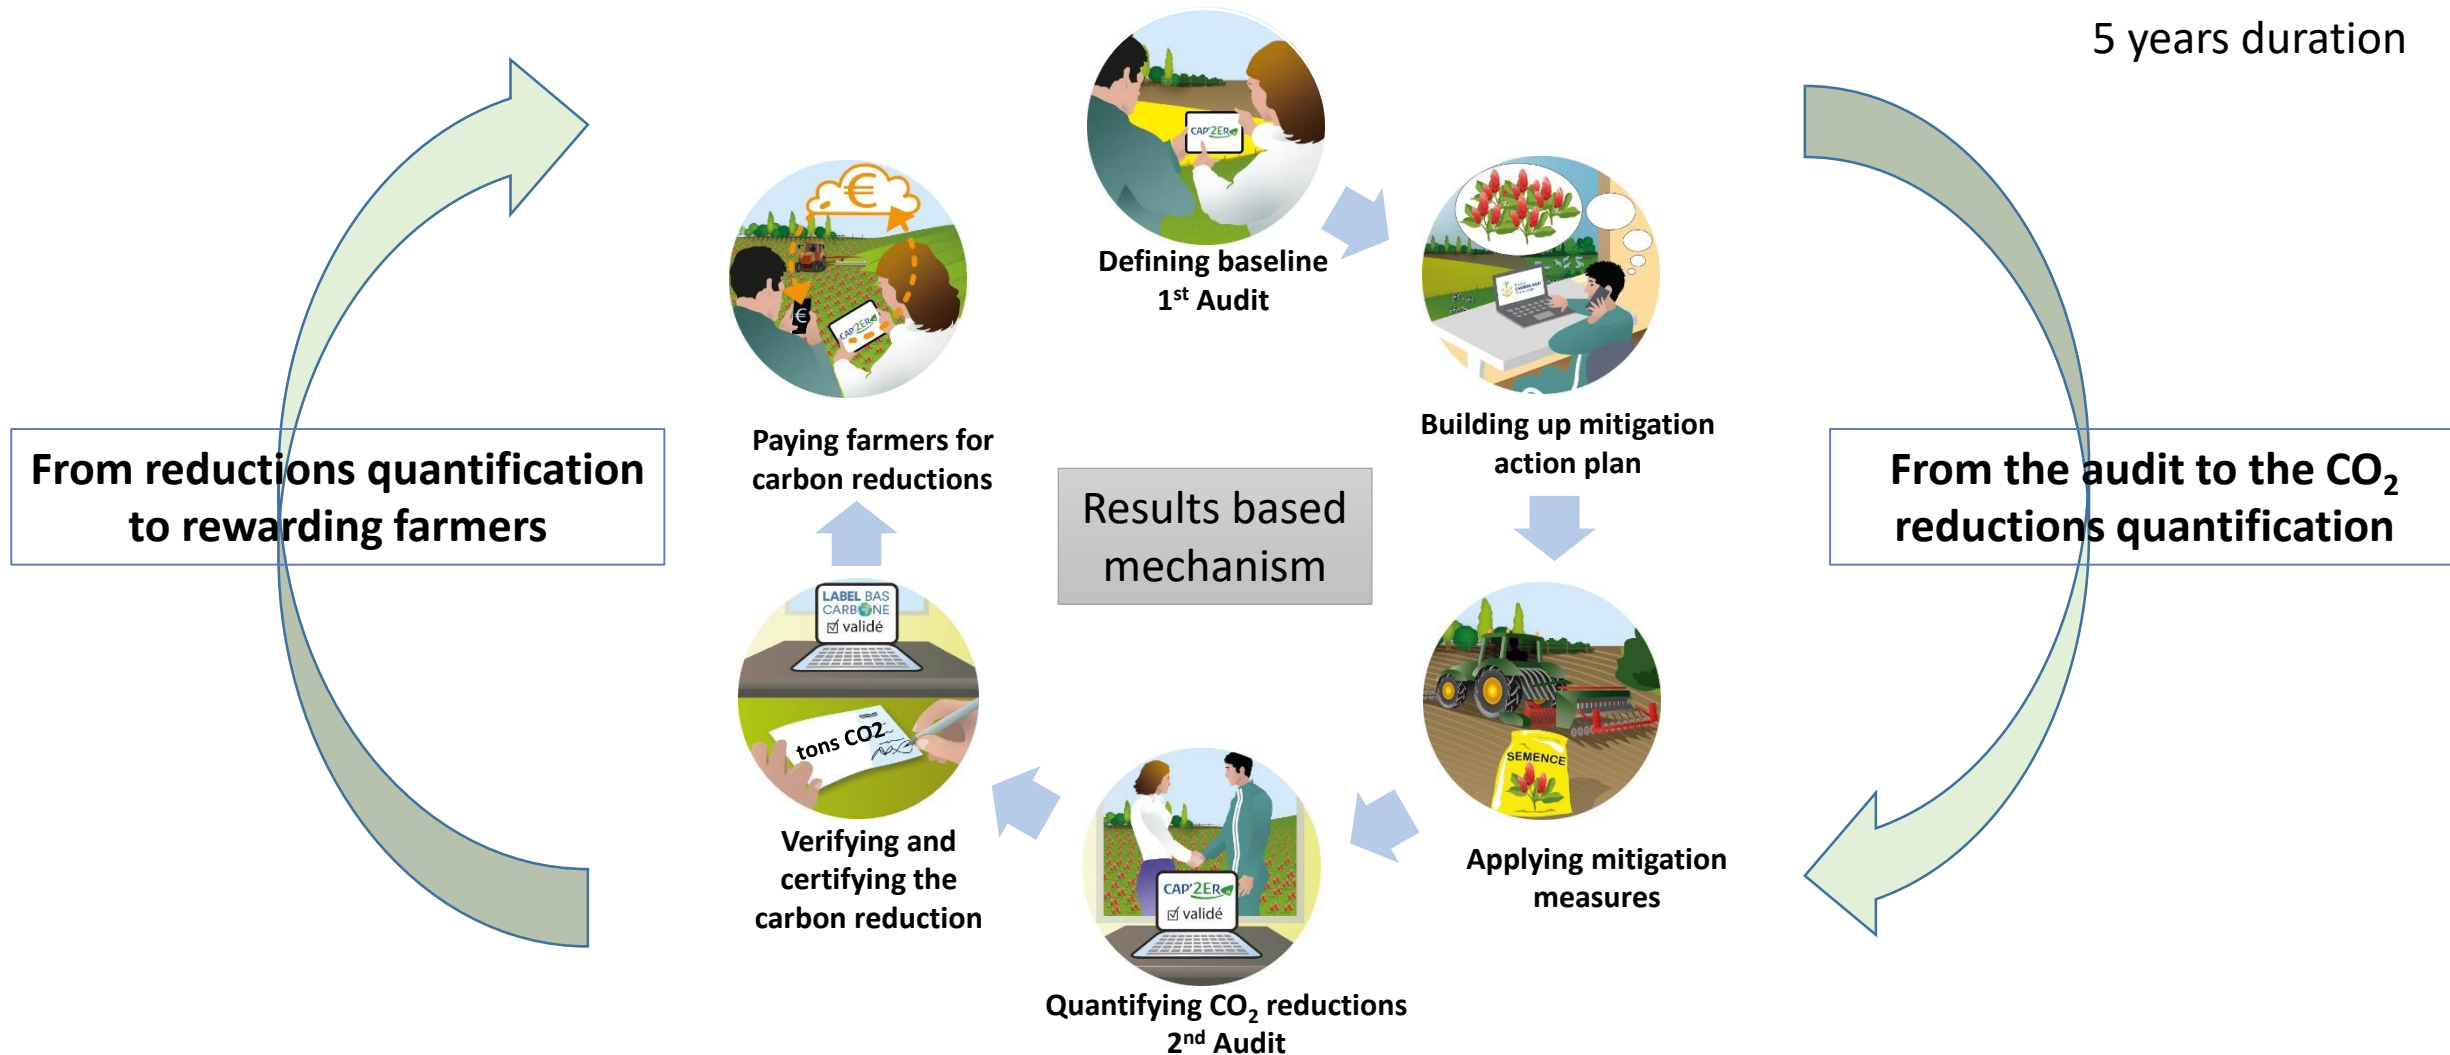 5 years duration
CAP'2ER
Defining baseline
1st Audit
Building up mitigation
action plan
SEMENCE
Applying mitigation
measures
CAP'2ER
validé
Quantifying CO2 reductions
2nd Audit
LABEL BAS
CARBONE
validé
tons CO2
Verifying and
certifying the
carbon reduction
€
€
CAP'2ER
Paying farmers for
carbon reductions
Results based
mechanism
From the audit to the CO2
reductions quantification
From reductions quantification
to rewarding farmers